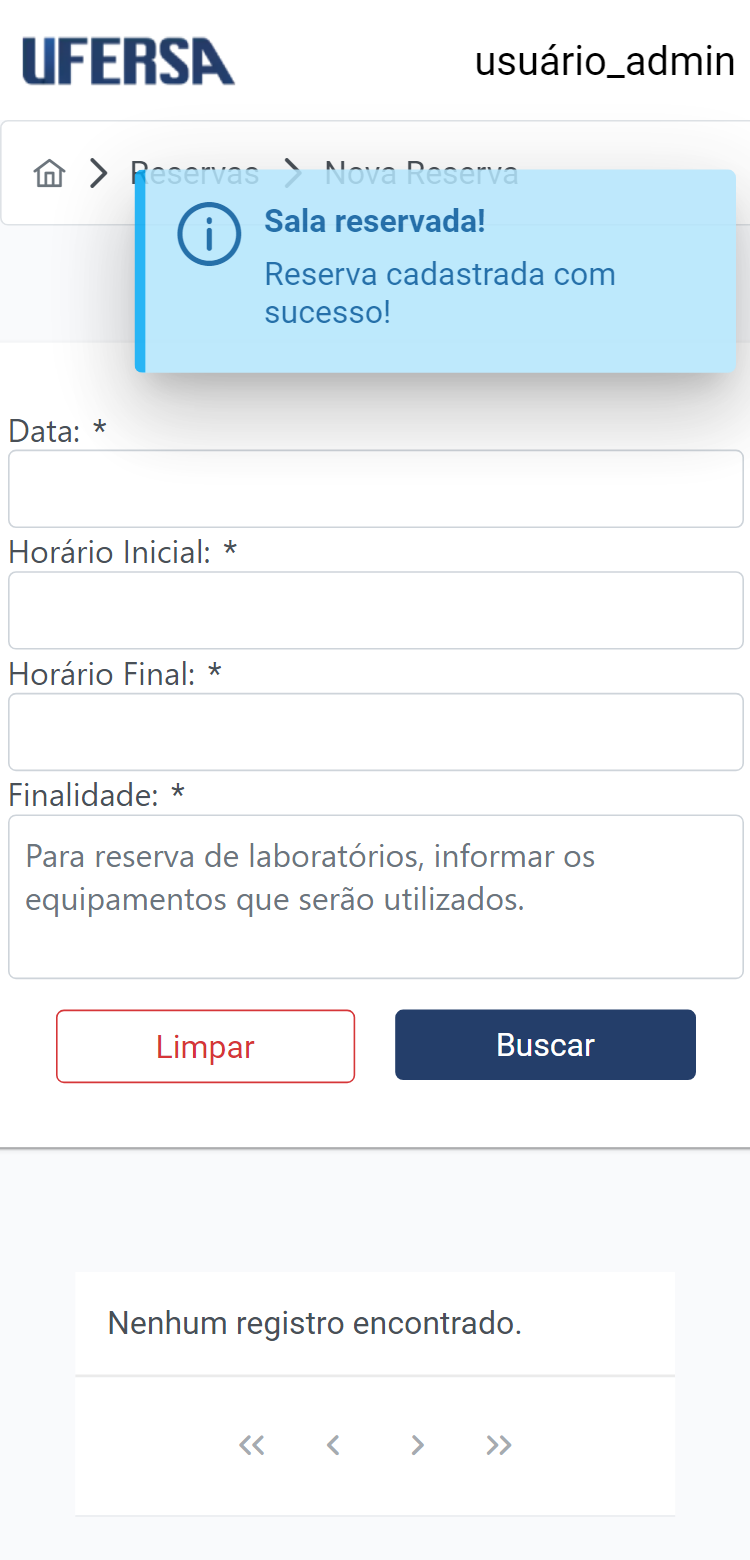 UFERSA
usuário_admin
Reservas
Nova Reserva
Sala reservada!
Reserva cadastrada com
sucesso!
Data: *
Horário Inicial: *
Horário Final: *
Finalidade: *
Para reserva de laboratórios, informar os
equipamentos que serão utilizados.
Limpar
Buscar
Nenhum registro encontrado.